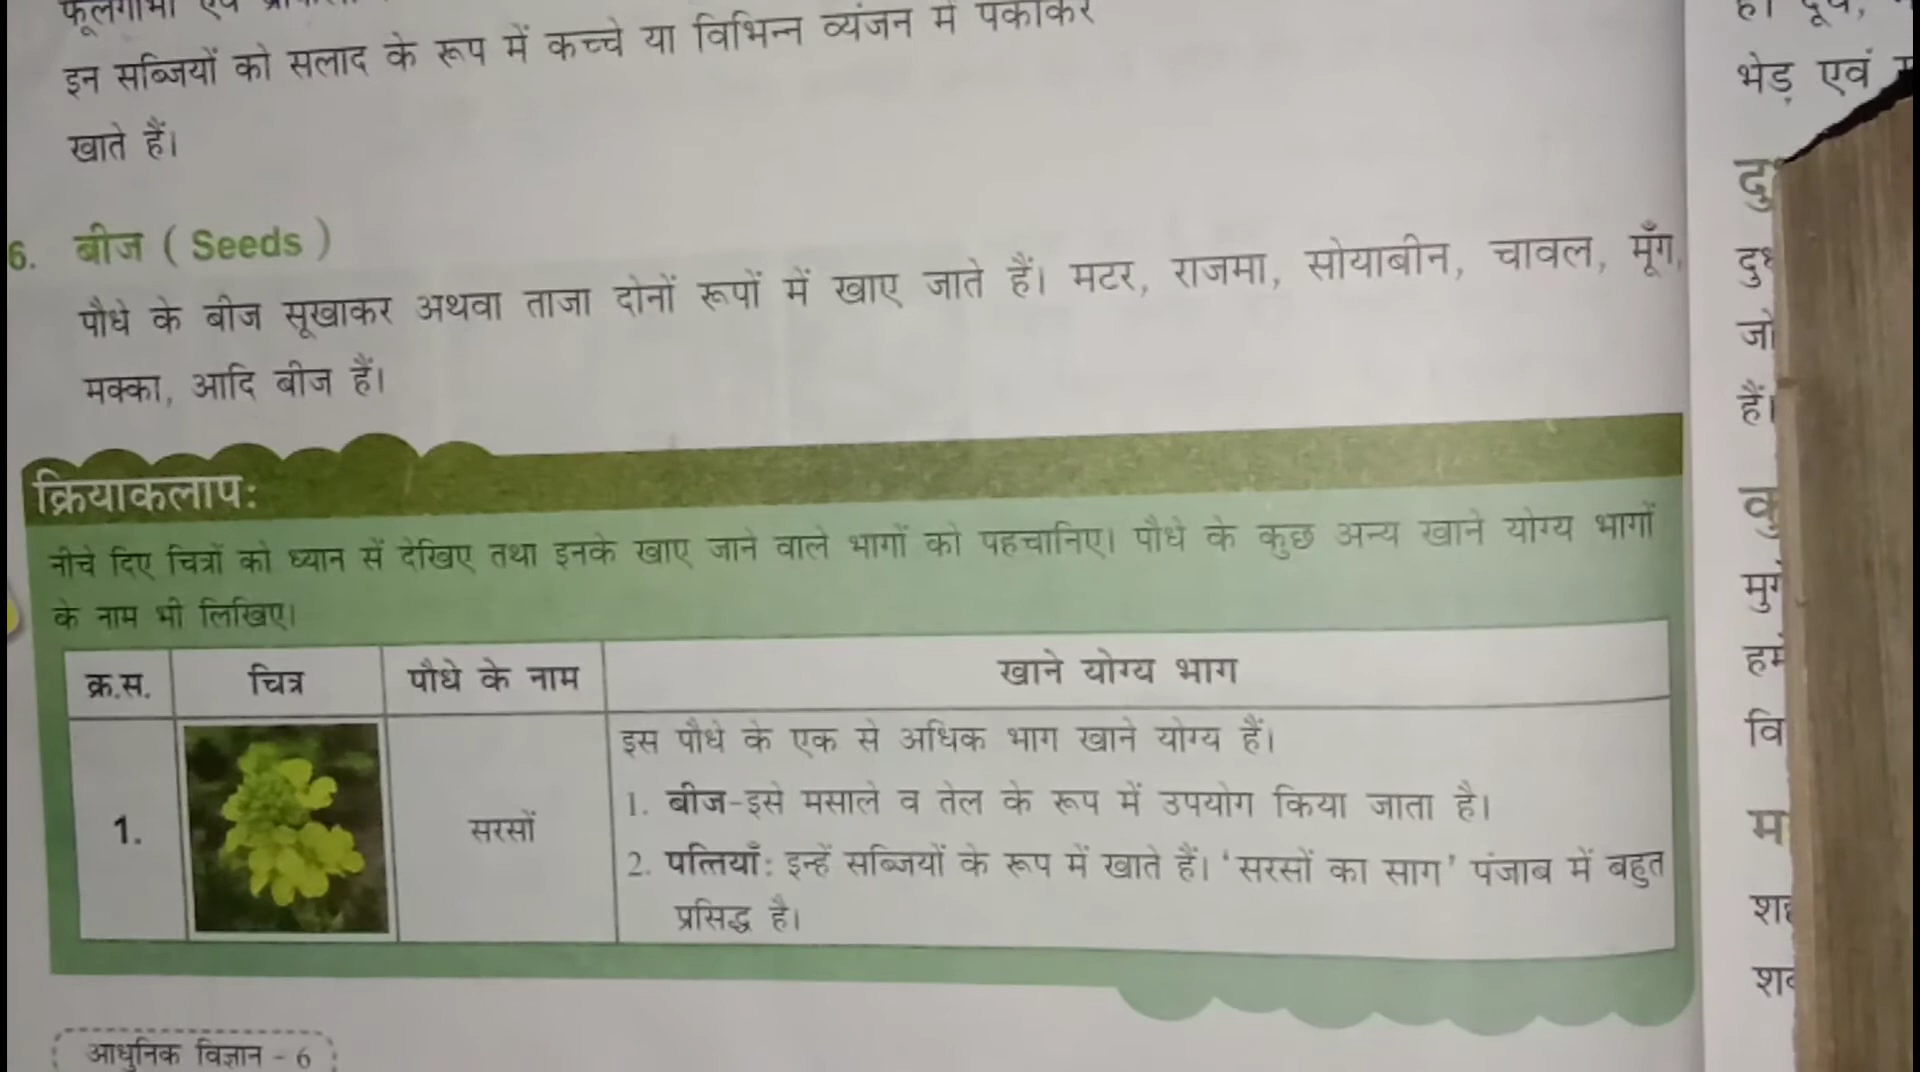 इन सब्जियों को सलाद के रूप में कच्चे या विभिन्न व्यंजन में पकाकर
खाते हैं।
6. बीज ( Seeds )
पौधे के बीज सूखाकर अथवा ताजा दोनों रूपों में खाए जाते हैं। मटर, राजमा, सोयाबीन, चावल, मूँग,
मक्का, आदि बीज हैं।
क्रियाकलापः
नीचे दिए चित्रों को ध्यान सें देखिए तथा इनके खाए जाने वाले भागों को पहचानिए। पौधे के कुछ अन्य खाने योग्य भागों
के नाम भी लिखिए।
क्र.स. चित्र पौधे के नाम खाने योग्य भाग
1. सरसों
इस पौधे के एक से अधिक भाग खाने योग्य हैं।
1. बीज-इसे मसाले व तेल के रूप में उपयोग किया जाता है।
2. पत्तियाँ: इन्हें सब्जियों के रूप में खाते हैं। 'सरसों का साग' पंजाब में बहुत
प्रसिद्ध है।
आधुनिक विज्ञान - 6
भेड़ एवं
हैं।